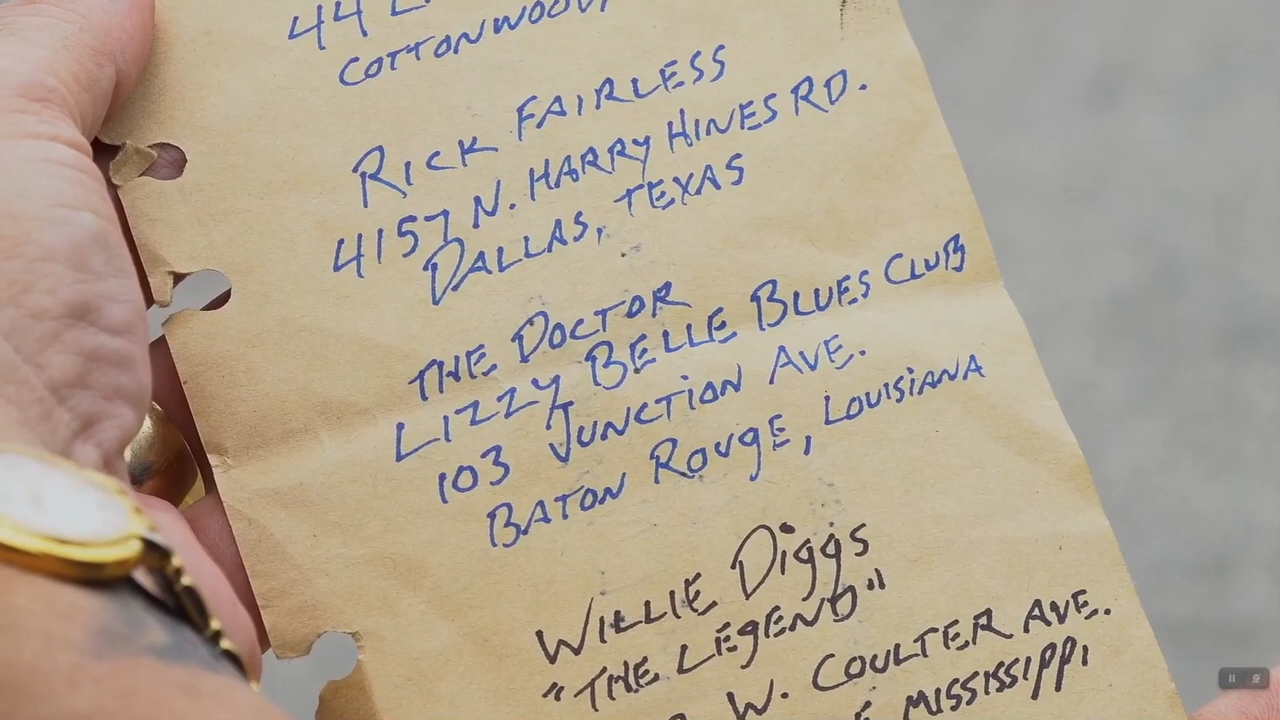 44
COTTONWOOD,
RICK FAIRLESS
4157 N. HARRY HINES RD.
DALLAS, TEXAS
THE DOCTOR
LIZZY BELLE BLUES CLUB
103 JUNCTION AVE.
BATON ROUGE, LOUISIANA
WILLIE DIggS
"THE LEgEND"
W. COULTER AVE.
MISSISSIPPI